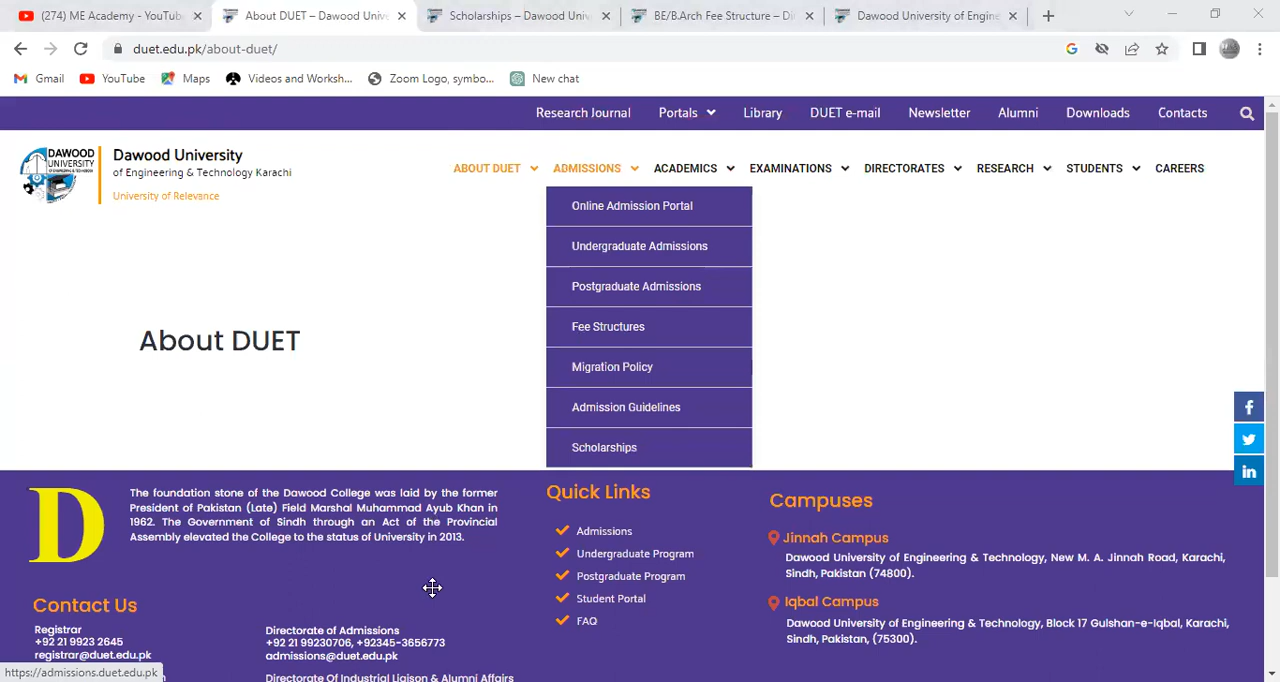 (274) ME Academy - YouTub
About DUET – Dawood Unive
Scholarships – Dawood Univ
BE/B.Arch Fee Structure – Di
Dawood University of Engine
duet.edu.pk/about-duet/
Gmail
YouTube
Maps
Videos and Worksh...
Zoom Logo, symbo...
New chat
Research Journal
Portals
Library
DUET e-mail
Newsletter
Alumni
Downloads
Contacts
DAWOOD
UNIVERSITY
Dawood University
of Engineering & Technology Karachi
University of Relevance
ABOUT DUET
ADMISSIONS
ACADEMICS
EXAMINATIONS
DIRECTORATES
RESEARCH
STUDENTS
CAREERS
Online Admission Portal
Undergraduate Admissions
Postgraduate Admissions
Fee Structures
Migration Policy
Admission Guidelines
Scholarships
About DUET
D
The foundation stone of the Dawood College was laid by the former
President of Pakistan (Late) Field Marshal Muhammad Ayub Khan in
1962. The Government of Sindh through an Act of the Provincial
Assembly elevated the College to the status of University in 2013.
Quick Links
Admissions
Undergraduate Program
Postgraduate Program
Student Portal
FAQ
Campuses
Jinnah Campus
Dawood University of Engineering & Technology, New M. A. Jinnah Road, Karachi,
Sindh, Pakistan (74800).
Iqbal Campus
Dawood University of Engineering & Technology, Block 17 Gulshan-e-Iqbal, Karachi,
Sindh, Pakistan, (75300).
Contact Us
Registrar
+92 21 9923 2645
registrar@duet.edu.pk
Directorate of Admissions
+92 21 99230706, +92345-3656773
admissions@duet.edu.pk
Directorate Of Industrial Liaison & Alumni Affairs
https://admissions.duet.edu.pk